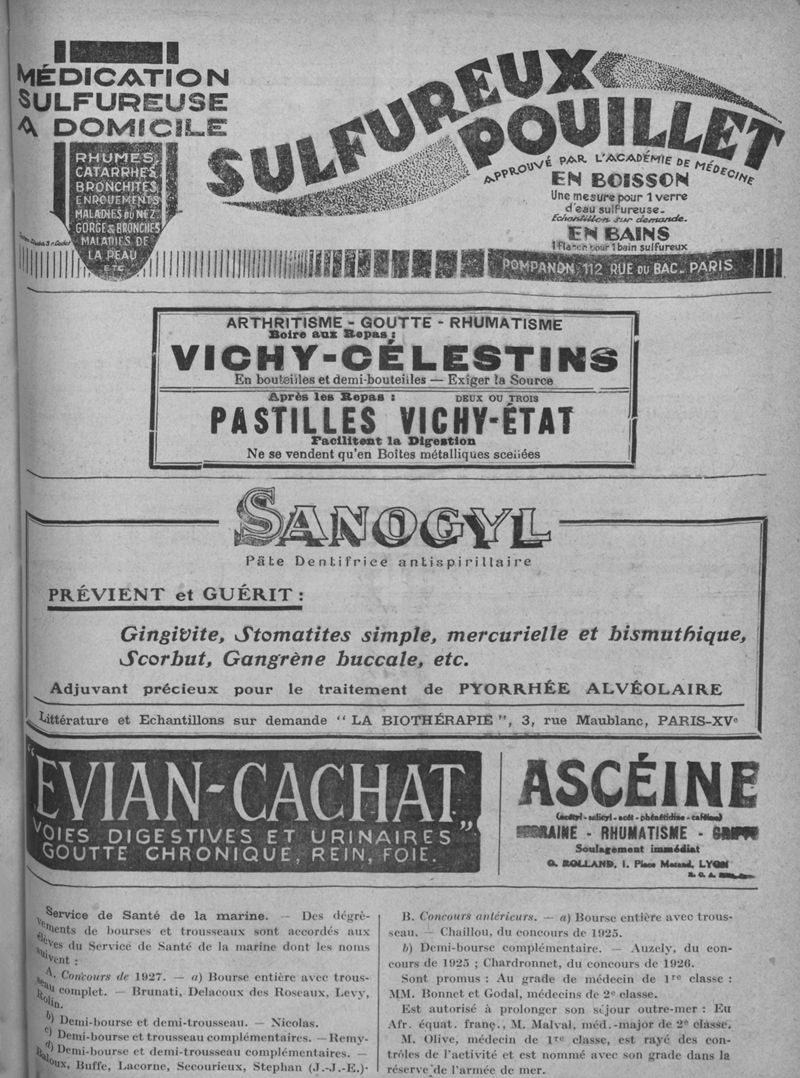 MÉDICATION
SULFUREUSE
A DOMICILE
RHUMES,
CATARRHES,
BRONCHITES,
ENROUEMENTS
MALADIES DU NEZ
GORGE & BRONCHES
MALADIES DE
LA PEAU
ETC
SULFUREUX
POUILLET
APPROUVÉ PAR L'ACADÉMIE DE MÉDECINE
EN BOISSON
Une mesure pour 1 verre
d'eau sulfureuse.
Echantillon sur demande.
EN BAINS
1 Flacon pour 1 bain sulfureux
POMPANON, 112 RUE DU BAC. PARIS
ARTHRITISME - GOUTTE - RHUMATISME
Boire aux Repas :
VICHY-CÉLESTINS
En bouteilles et demi-bouteilles — Exiger la Source
Après les Repas : DEUX OU TROIS
PASTILLES VICHY-ÉTAT
Facilitent la Digestion
Ne se vendent qu'en Boîtes métalliques scellées
SANOGYL
Pâte Dentifrice antispirillaire
PRÉVIENT et GUÉRIT :
Gingivite, Stomatites simple, mercurielle et bismuthique,
Scorbut, Gangrène buccale, etc.
Adjuvant précieux pour le traitement de PYORRHÉE ALVÉOLAIRE
Littérature et Echantillons sur demande “ LA BIOTHÉRAPIE ”, 3, rue Maublanc, PARIS-XVe
“EVIAN-CACHAT”
VOIES DIGESTIVES ET URINAIRES
GOUTTE CHRONIQUE, REIN, FOIE.
ASCÉINE
(acétyl-salicyl-acét-phénétidine-caféine)
MIGRAINE - RHUMATISME - GRIPPE
Soulagement immédiat
G. ROLLAND, 1, Place Morand, LYON
Service de Santé de la marine. — Des dégrè-
vements de bourses et trousseaux sont accordés aux
élèves du Service de Santé de la marine dont les noms
suivent :
A. Concours de 1927. — a) Bourse entière avec trous-
seau complet. — Brunati, Delacoux des Roseaux, Levy,
Rolin.
b) Demi-bourse et demi-trousseau. — Nicolas.
c) Demi-bourse et trousseau complémentaires. — Remy-
d) Demi-bourse et demi-trousseau complémentaires. —
Buffe, Lacorne, Secourieux, Stephan (J.-J.-E.)-
B. Concours antérieurs. — a) Bourse entière avec trous-
seau. — Chaillou, du concours de 1925.
b) Demi-bourse complémentaire. — Auzely, du con-
cours de 1925 ; Chardronnet, du concours de 1926.
Sont promus : Au grade de médecin de 1re classe :
MM. Bonnet et Godal, médecins de 2e classe.
Est autorisé à prolonger son séjour outre-mer : Eu
Afr. équat. franç., M. Malval, méd.-major de 2e classe.
M. Olive, médecin de 1re classe, est rayé des con-
trôles de l'activité et est nommé avec son grade dans la
réserve de l'armée de mer.